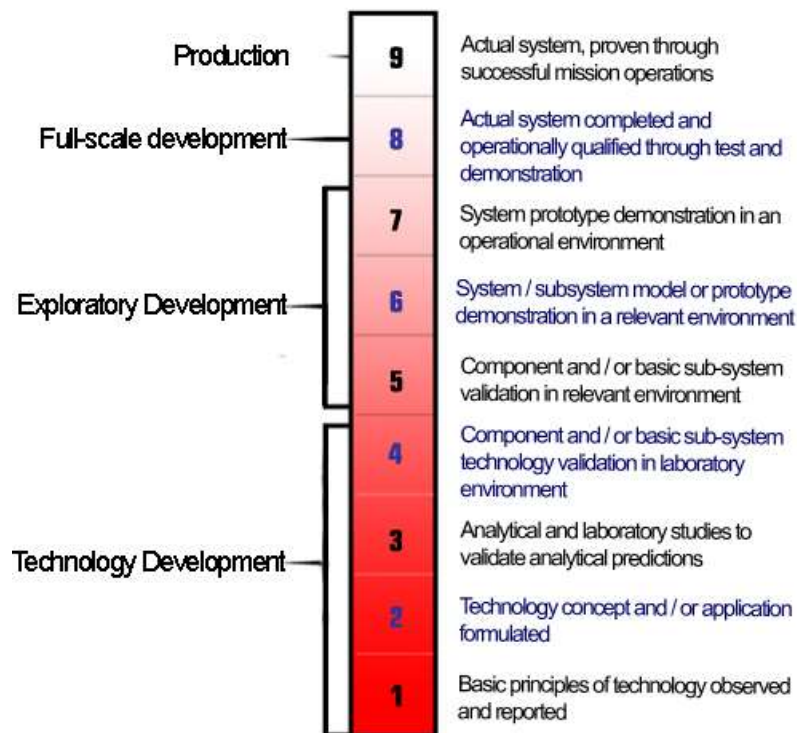 Production
9
Actual system, proven through
successful mission operations
Full-scale development
8
Actual system completed and
operationally qualified through test and
demonstration
7
System prototype demonstration in an
operational environment
Exploratory Development
6
System / subsystem model or prototype
demonstration in a relevant environment
5
Component and / or basic sub-system
validation in relevant environment
4
Component and / or basic sub-system
technology validation in laboratory
environment
Technology Development
3
Analytical and laboratory studies to
validate analytical predictions
2
Technology concept and / or application
formulated
1
Basic principles of technology observed
and reported